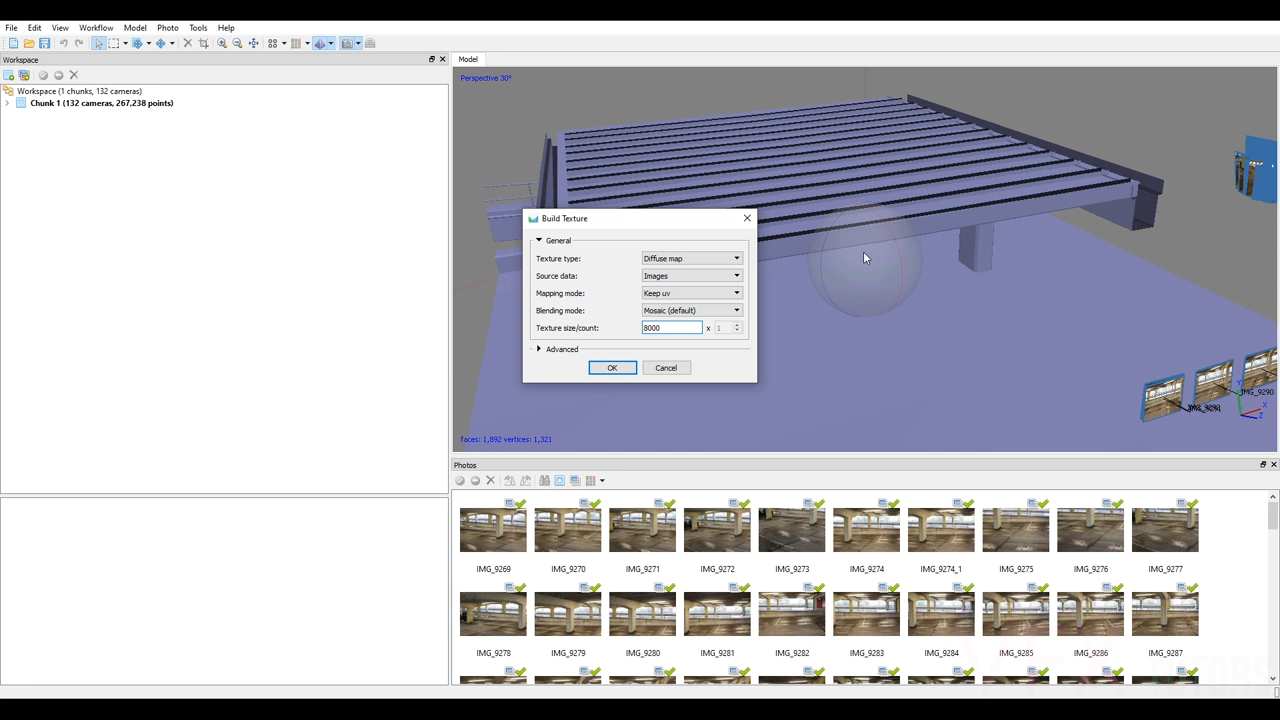 File Edit View Workflow Model Photo Tools Help
Workspace
Model
Workspace (1 chunks, 132 cameras)
Chunk 1 (132 cameras, 267,238 points)
Perspective 30°
Build Texture
General
Texture type: Diffuse map
Source data: Images
Mapping mode: Keep uv
Blending mode: Mosaic (default)
Texture size/count: 8000 x 1
Advanced
OK Cancel
IMG_9290
Y
X
Z
faces: 1,892 vertices: 1,321
Photos
IMG_9269 IMG_9270 IMG_9271 IMG_9272 IMG_9273 IMG_9274 IMG_9274_1 IMG_9275 IMG_9276 IMG_9277
IMG_9278 IMG_9279 IMG_9280 IMG_9281 IMG_9282 IMG_9283 IMG_9284 IMG_9285 IMG_9286 IMG_9287